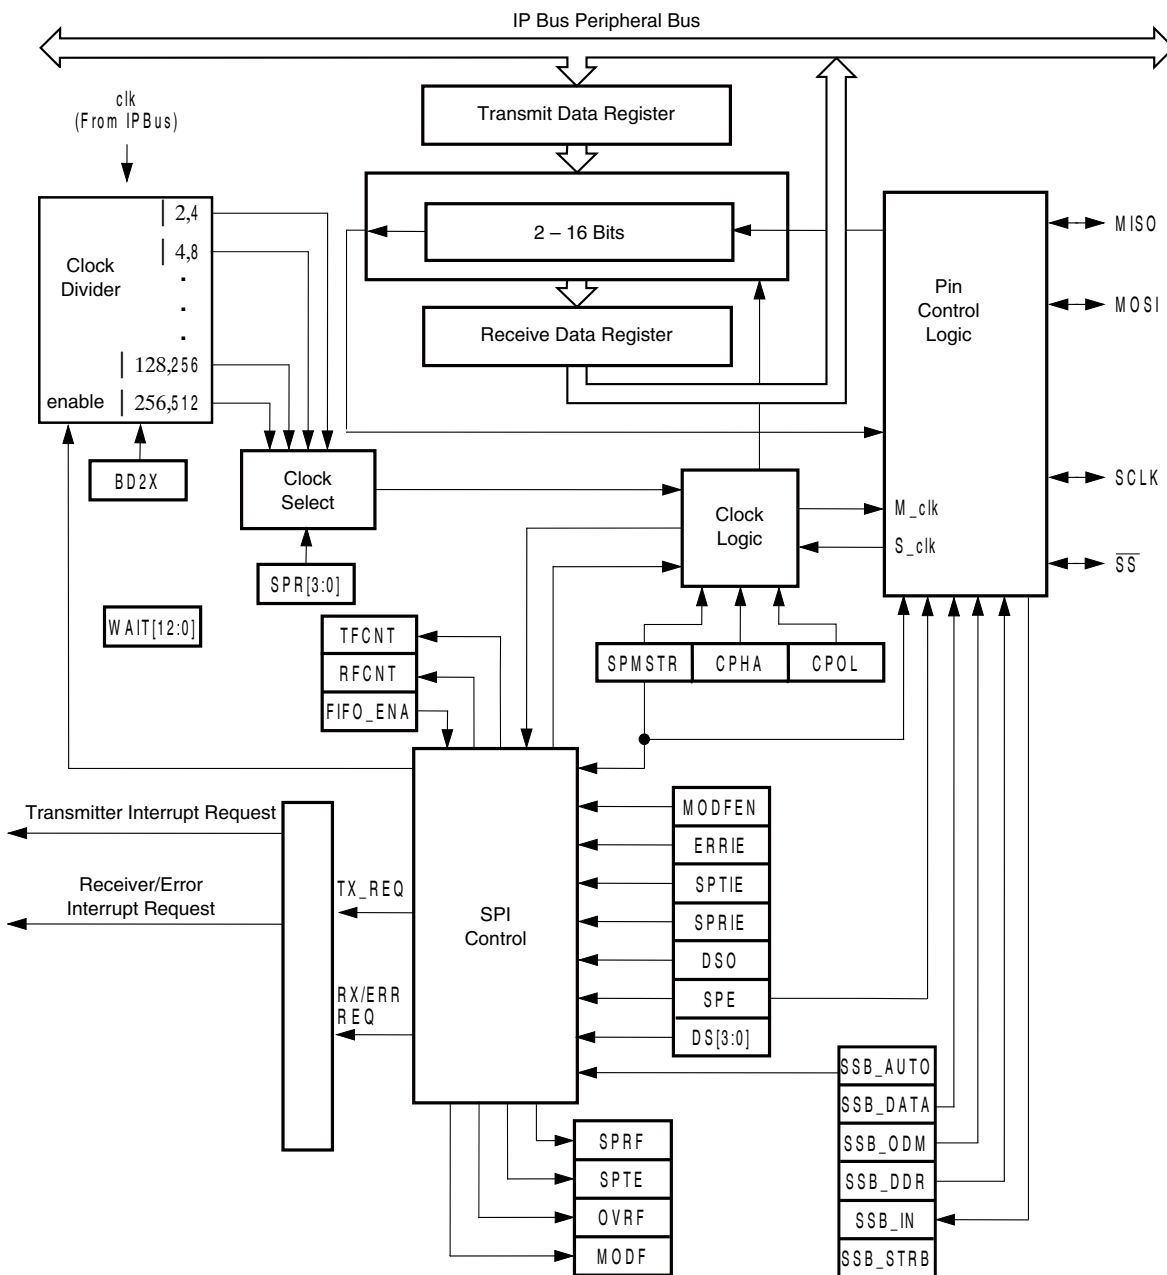 IP Bus Peripheral Bus
clk
(From IPBus)
Transmit Data Register
2 – 16 Bits
Receive Data Register
Clock
Divider
| 2,4
| 4,8
.
.
.
| 128,256
enable | 256,512
BD2X
Clock
Select
SPR[3:0]
WAIT[12:0]
Pin
Control
Logic
MISO
MOSI
SCLK
SS
M_clk
S_clk
Clock
Logic
SPMSTR CPHA CPOL
TFCNT
RFCNT
FIFO_ENA
Transmitter Interrupt Request
Receiver/Error
Interrupt Request
TX_REQ
RX/ERR
REQ
SPI
Control
MODFEN
ERRIE
SPTIE
SPRIE
DSO
SPE
DS[3:0]
SSB_AUTO
SSB_DATA
SSB_ODM
SSB_DDR
SSB_IN
SSB_STRB
SPRF
SPTE
OVRF
MODF